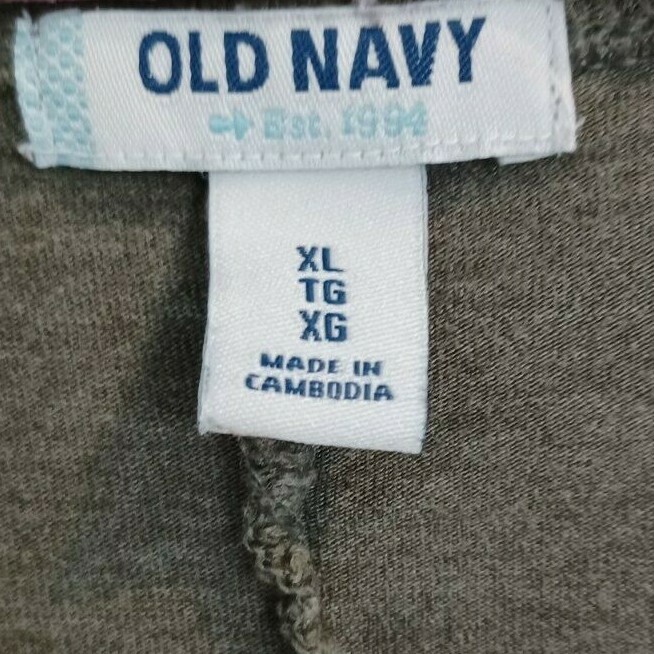 OLD NAVY
Est. 1994
XL
TG
XG
MADE IN
CAMBODIA